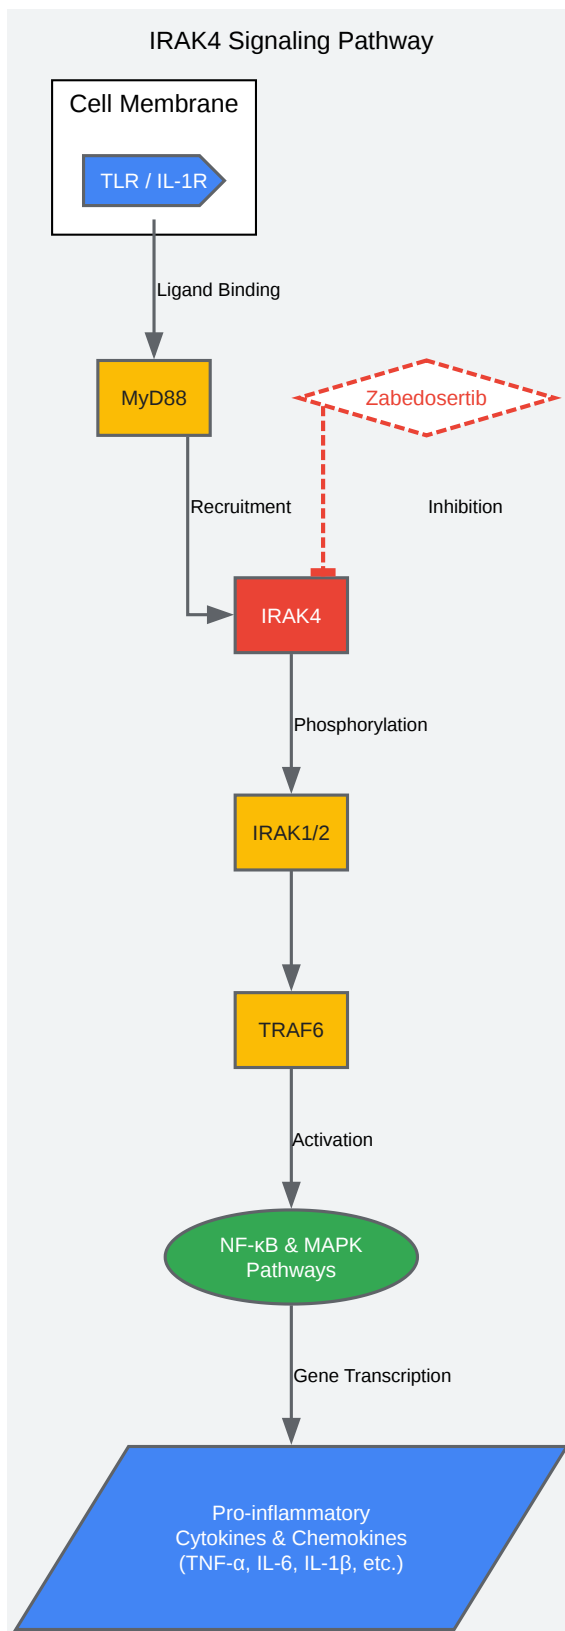 IRAK4 Signaling Pathway
Cell Membrane
TLR / IL-1R
Ligand Binding
MyD88
Zabedosertib
Recruitment
Inhibition
IRAK4
Phosphorylation
IRAK1/2
TRAF6
Activation
NF-κB & MAPK
Pathways
Gene Transcription
Pro-inflammatory
Cytokines & Chemokines
(TNF-α, IL-6, IL-1β, etc.)